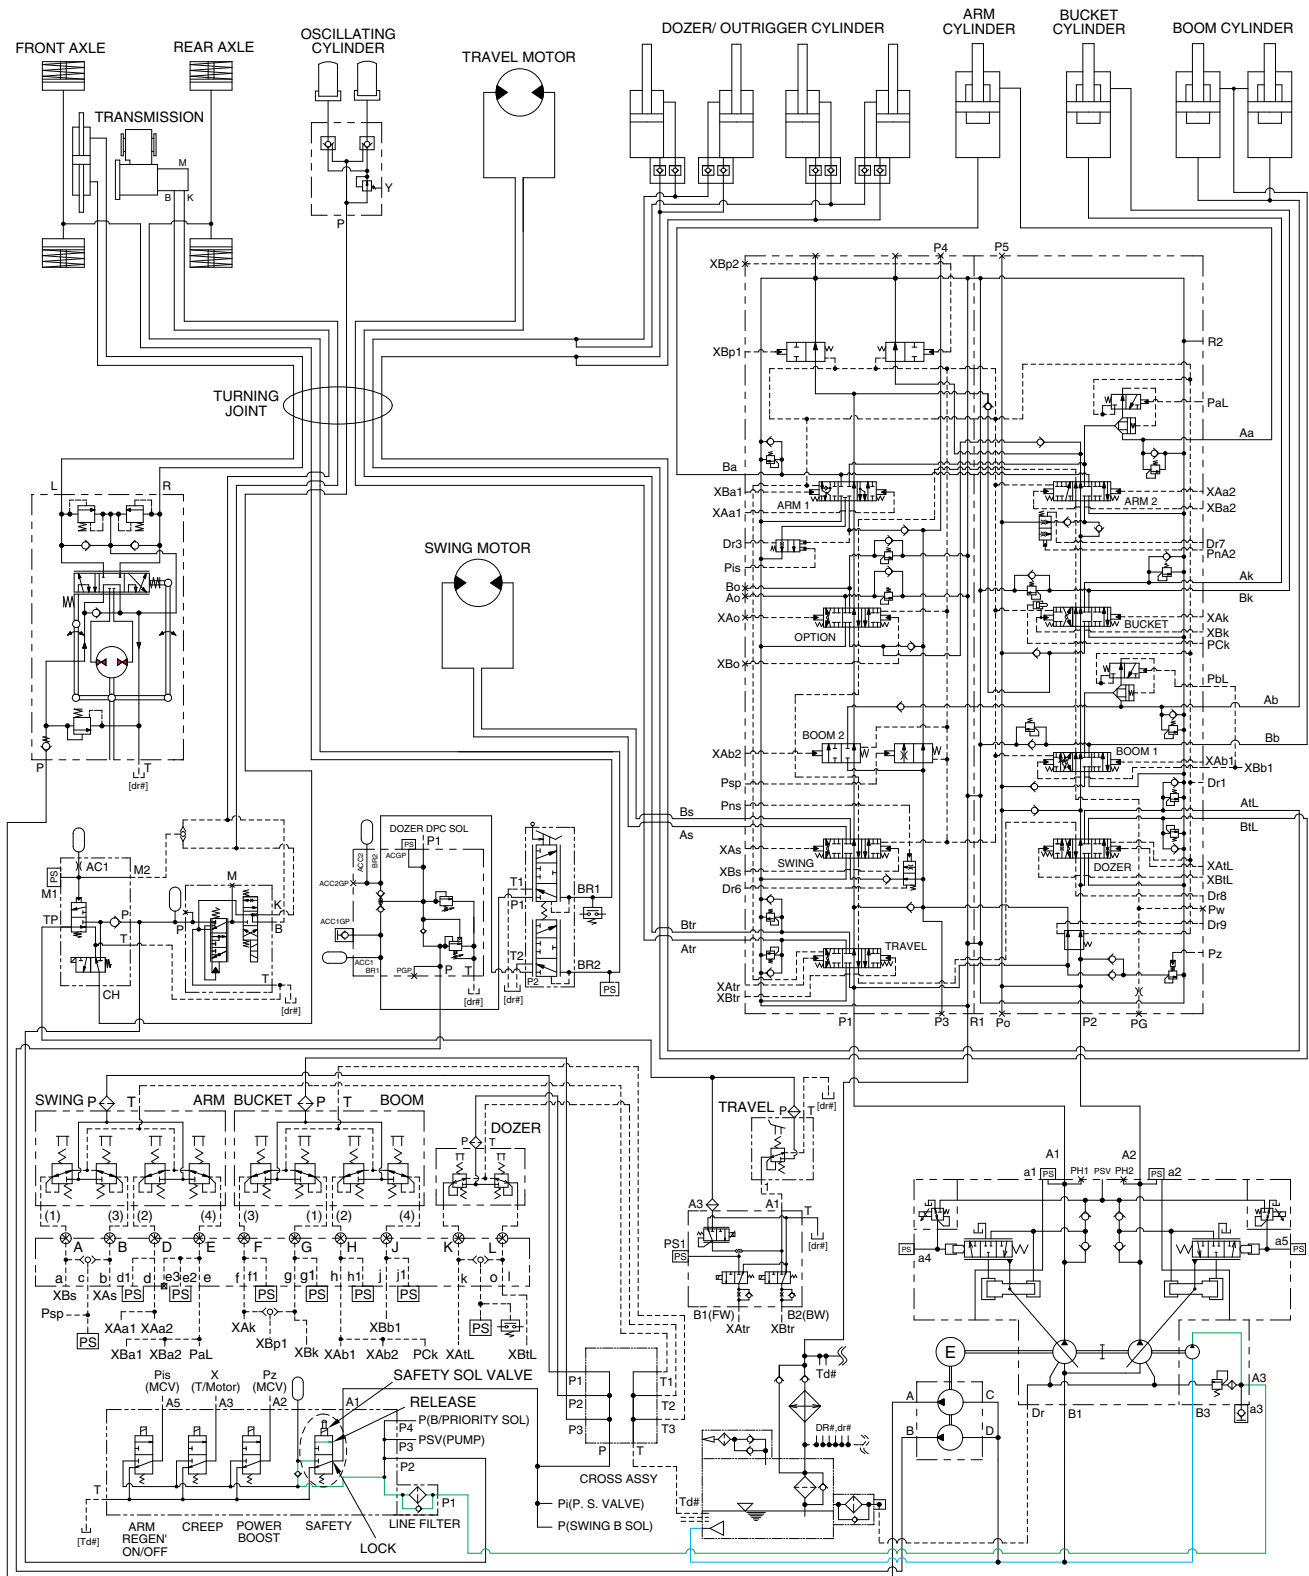 FRONT AXLE
REAR AXLE
OSCILLATING
CYLINDER
TRAVEL MOTOR
DOZER/ OUTRIGGER CYLINDER
ARM
CYLINDER
BUCKET
CYLINDER
BOOM CYLINDER
TRANSMISSION
M
B
K
Y
P
TURNING
JOINT
L
R
SWING MOTOR
P
T
[dr#]
XBp2
P4
P5
XBp1
R2
PaL
Aa
Ba
XBa1
ARM 1
XAa1
ARM 2
XAa2
XBa2
Dr3
Pis
Dr7
PnA2
Bo
Ao
Ak
Bk
XAo
OPTION
XBo
BUCKET
XAk
XBk
PCk
PbL
Ab
BOOM 2
XAb2
Psp
BOOM 1
Bb
XAb1
XBb1
Dr1
Pns
Bs
As
AtL
BtL
XAs
SWING
XBs
Dr6
DOZER
XAtL
XBtL
Dr8
Pw
Dr9
Btr
Atr
TRAVEL
Pz
XAtr
XBtr
P1
P3
R1
Po
P2
PG
AC1
M2
PS
M1
TP
P
T
CH
M
K
B
P
T
[dr#]
DOZER DPC SOL
P1
PS
ACGP
ACC2
BR2
ACC2GP
ACC1GP
ACC1
BR1
PGP
P
T
[dr#]
T1
P1
BR1
T2
P2
BR2
PS
[dr#]
SWING
P
T
ARM
BUCKET
P
T
BOOM
DOZER
P
T
(1)
(3)
(2)
(4)
(3)
(1)
(2)
(4)
A
B
D
E
F
G
H
J
K
L
a
c
b
d1
d
e3
e2
e
f
f1
g
g1
h
h1
j
j1
k
o
l
XBs
XAs
PS
PS
PS
PS
PS
PS
Psp
PS
XAa1
XAa2
XBa1
XBa2
PaL
XAk
XBp1
XBk
XBb1
XAb1
XAb2
PCk
PS
XAtL
XBtL
TRAVEL
P
T
[dr#]
1
A3
A1
T
[dr#]
PS1
PS
B1(FW)
B2(BW)
XAtr
XBtr
A1
A2
a1
PS
PH1
PSV
PH2
PS
a2
PS
a4
a5
PS
E
A
C
B
D
Dr
B1
B3
A3
a3
Pis
(MCV)
X
(T/Motor)
Pz
(MCV)
SAFETY SOL VALVE
A5
A3
A2
A1
RELEASE
P4
P(B/PRIORITY SOL)
P3
PSV(PUMP)
P2
P1
T
[Td#]
ARM
REGEN'
ON/OFF
CREEP
POWER
BOOST
SAFETY
LOCK
LINE FILTER
P1
P2
P3
P
T1
T2
T3
T
CROSS ASSY
Pi(P. S. VALVE)
P(SWING B SOL)
Td#
DR#,dr#
Td#